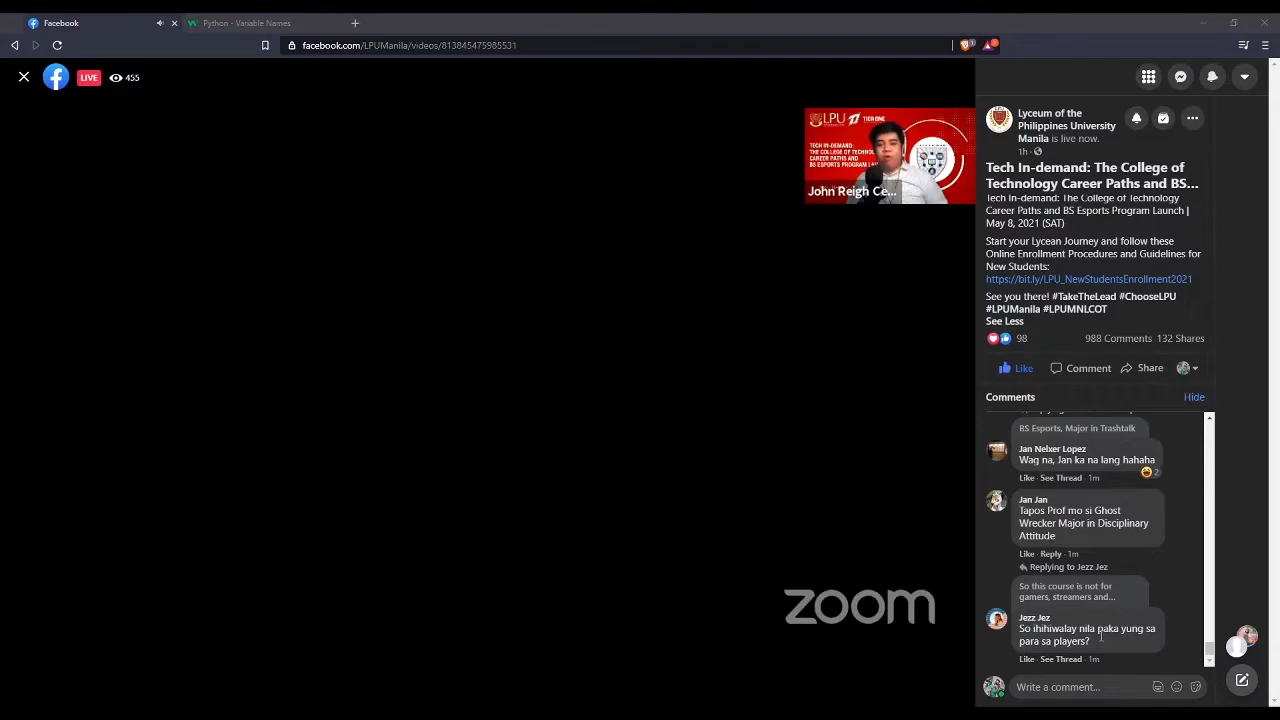 Facebook
Python - Variable Names
facebook.com/LPUManila/videos/813845475985531
LIVE
455
LPU
TIER ONE
TECH IN-DEMAND:
THE COLLEGE OF TECHNOL
CAREER PATHS AND
BS ESPORTS PROGRAM
John Reigh Ce...
zoom
Lyceum of the
Philippines University
Manila is live now.
1h
Tech In-demand: The College of
Technology Career Paths and BS...
Tech In-demand: The College of Technology
Career Paths and BS Esports Program Launch |
May 8, 2021 (SAT)
Start your Lycean Journey and follow these
Online Enrollment Procedures and Guidelines for
New Students:
https://bit.ly/LPU_NewStudentsEnrollment2021
See you there! #TakeTheLead #ChooseLPU
#LPUManila #LPUMNLCOT
See Less
98
988 Comments 132 Shares
Like
Comment
Share
Comments
Hide
BS Esports, Major in Trashtalk
Jan Nelxer Lopez
Wag na, Jan ka na lang hahaha
2
Like · See Thread · 1m
Jan Jan
Tapos Prof mo si Ghost
Wrecker Major in Disciplinary
Attitude
Like · Reply · 1m
Replying to Jezz Jez
So this course is not for
gamers, streamers and...
Jezz Jez
So ihihiwalay nila paka yung sa
para sa players?
Like · See Thread · 1m
Write a comment...